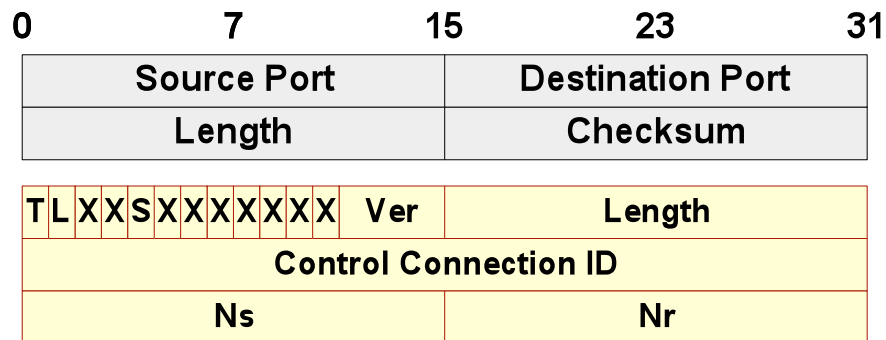 0 7 15 23 31
Source Port Destination Port
Length Checksum
T L X X S X X X X X X X Ver Length
Control Connection ID
Ns Nr